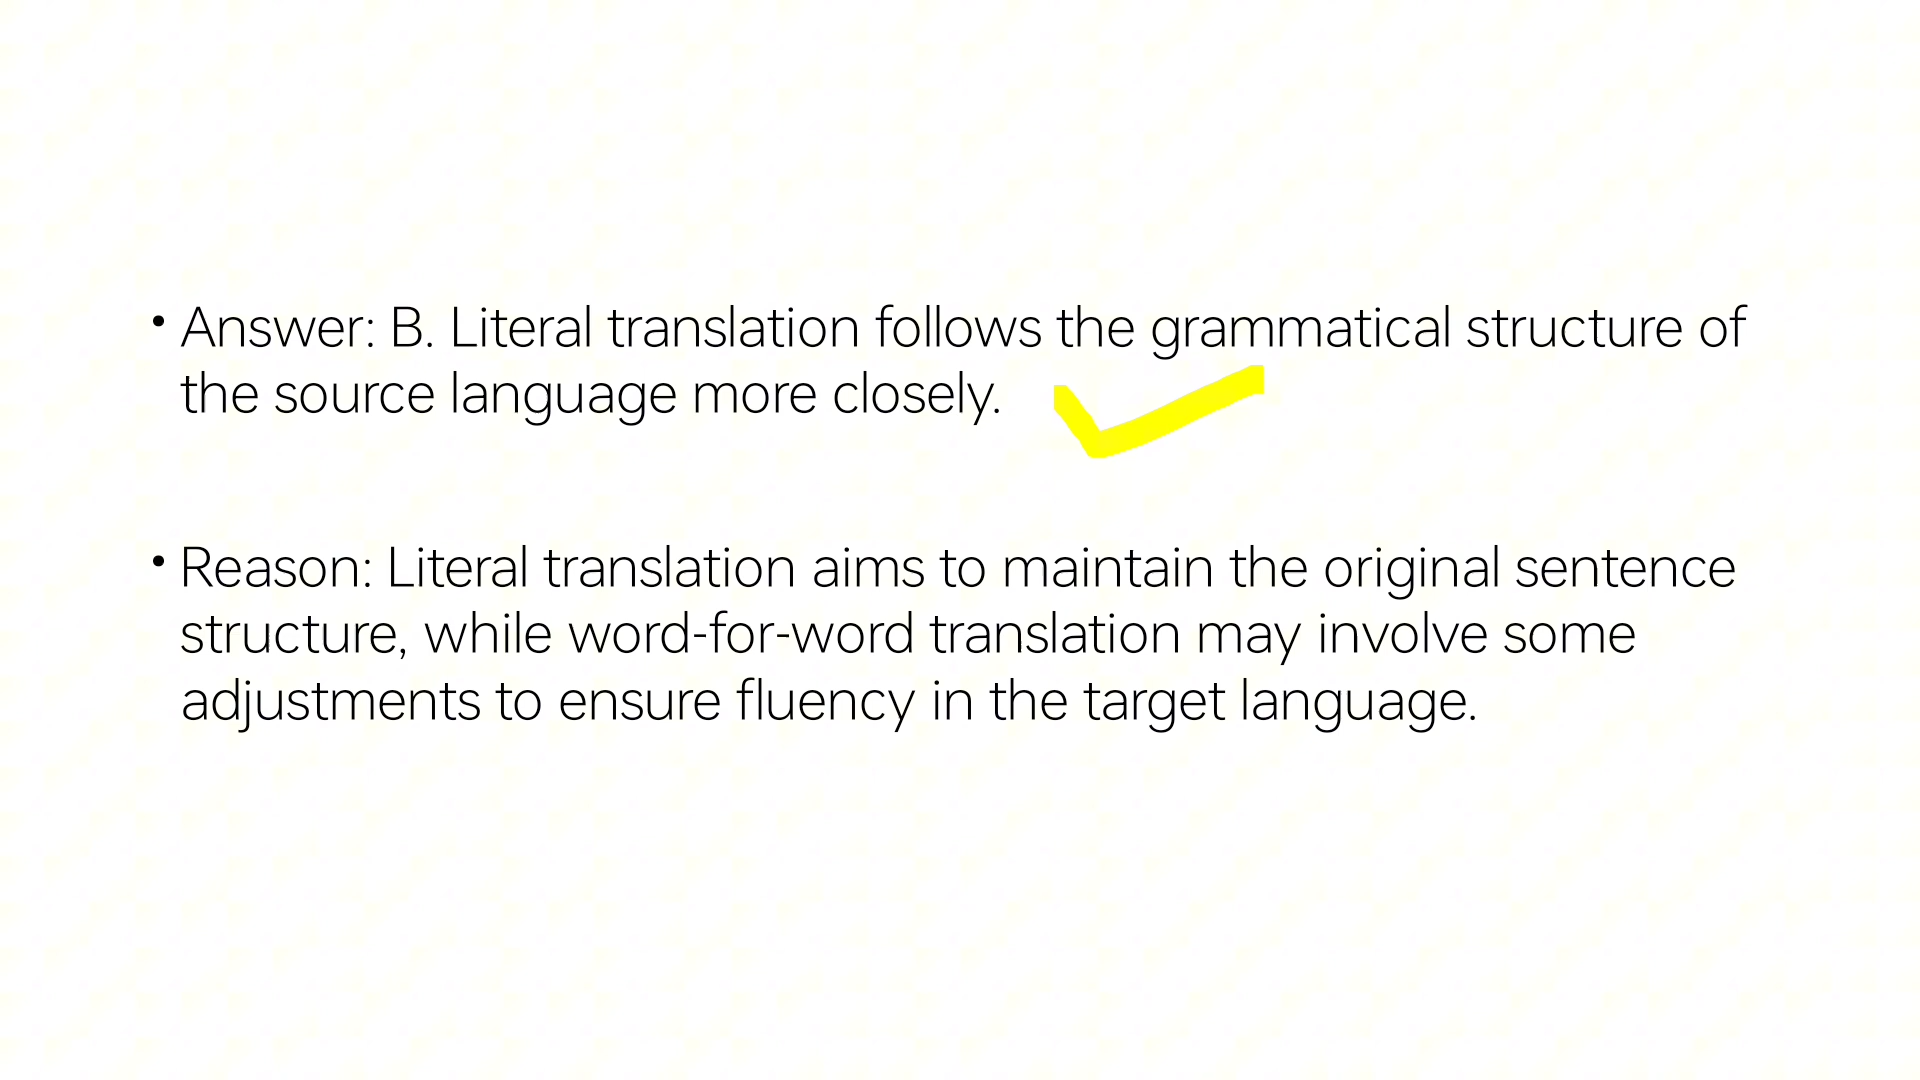 • Answer: B. Literal translation follows the grammatical structure of
the source language more closely.
• Reason: Literal translation aims to maintain the original sentence
structure, while word-for-word translation may involve some
adjustments to ensure fluency in the target language.